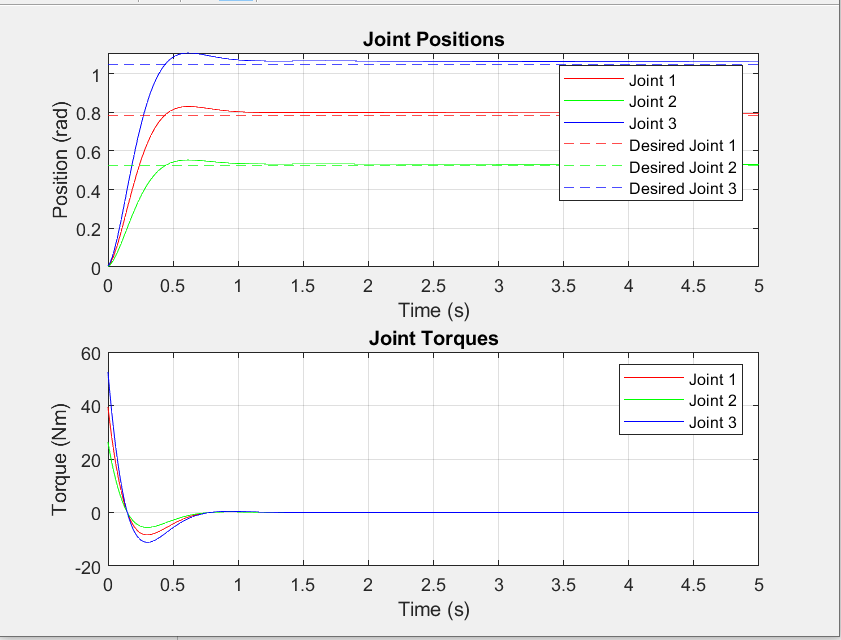 Joint Positions
1
0.8
0.6
0.4
0.2
0
Position (rad)
Joint 1
Joint 2
Joint 3
Desired Joint 1
Desired Joint 2
Desired Joint 3
0 0.5 1 1.5 2 2.5 3 3.5 4 4.5 5
Time (s)
Joint Torques
60
40
20
0
-20
Torque (Nm)
Joint 1
Joint 2
Joint 3
0 0.5 1 1.5 2 2.5 3 3.5 4 4.5 5
Time (s)